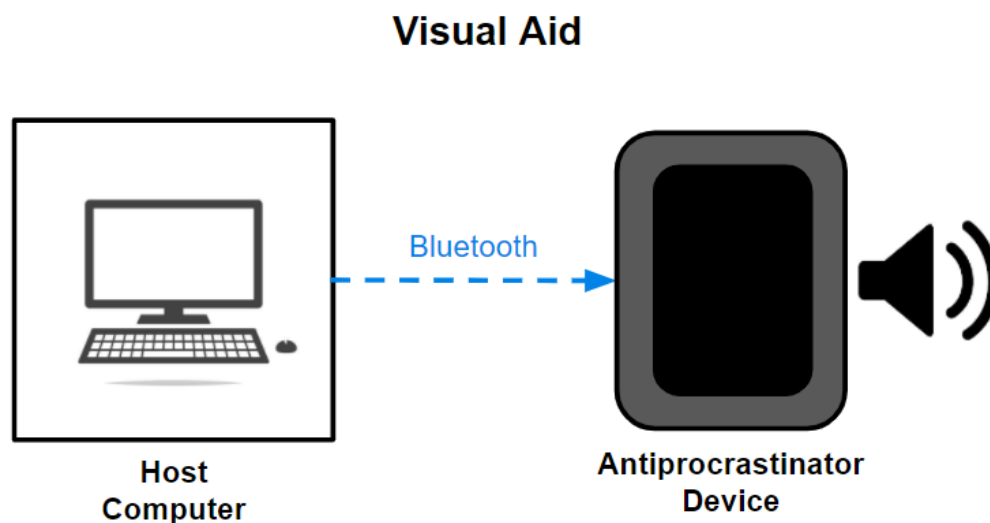 Visual Aid
Bluetooth
Host
Computer
Antiprocrastinator
Device